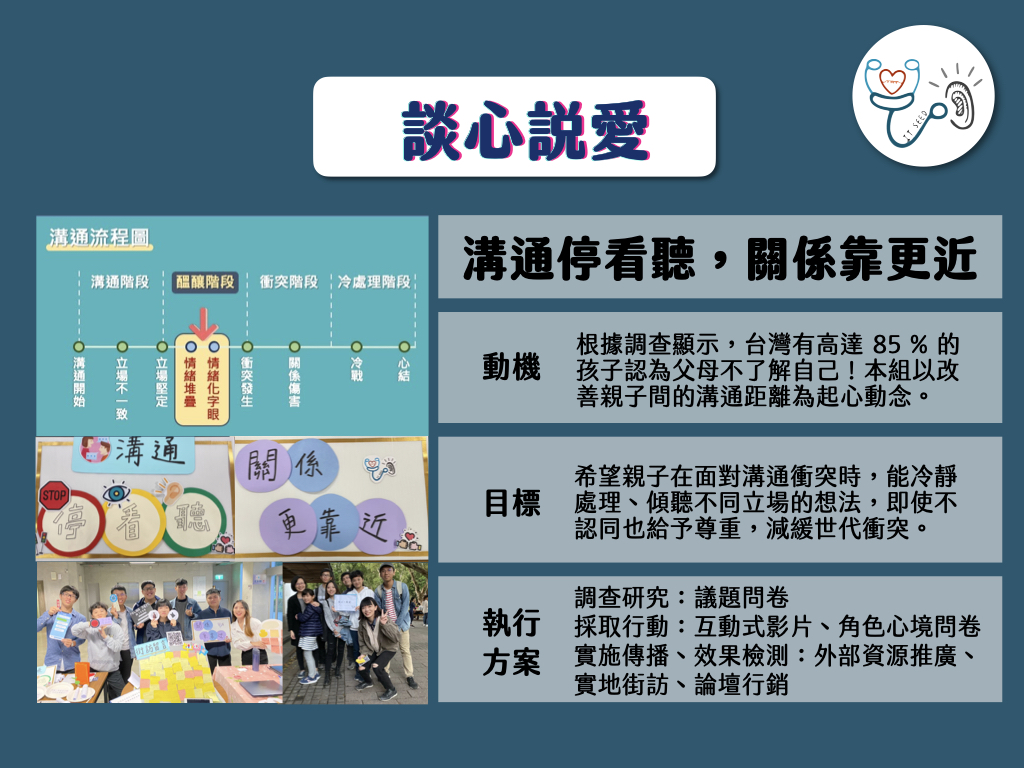 談心説愛
IT SEED
溝通流程圖
溝通階段
醞釀階段
衝突階段
冷處理階段
溝通開始
立場不一致
立場堅定
情緒堆疊
情緒化字眼
衝突發生
關係傷害
冷戰
心結
溝通
STOP
停看聽
關係
更靠近
溝通停看聽，關係靠更近
動機
根據調查顯示，台灣有高達 85 % 的
孩子認為父母不了解自己！本組以改
善親子間的溝通距離為起心動念。
目標
希望親子在面對溝通衝突時，能冷靜
處理、傾聽不同立場的想法，即使不
認同也給予尊重，減緩世代衝突。
執行
方案
調查研究：議題問卷
採取行動：互動式影片、角色心境問卷
實施傳播、效果檢測：外部資源推廣、
實地街訪、論壇行銷